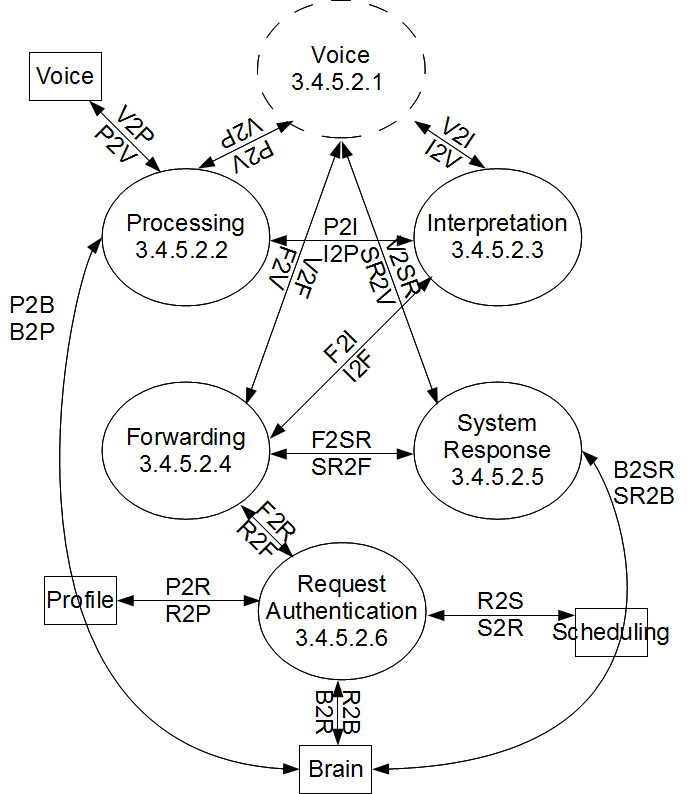 Voice
3.4.5.2.1
Voice
V2P
P2V
V2P
P2V
V2I
I2V
Processing
3.4.5.2.2
P2I
I2P
Interpretation
3.4.5.2.3
F2V
V2F
V2SR
SR2V
P2B
B2P
F2I
I2F
Forwarding
3.4.5.2.4
F2SR
SR2F
System
Response
3.4.5.2.5
B2SR
SR2B
F2R
R2F
Profile
P2R
R2P
Request
Authentication
3.4.5.2.6
R2S
S2R
Scheduling
B2R
R2B
Brain